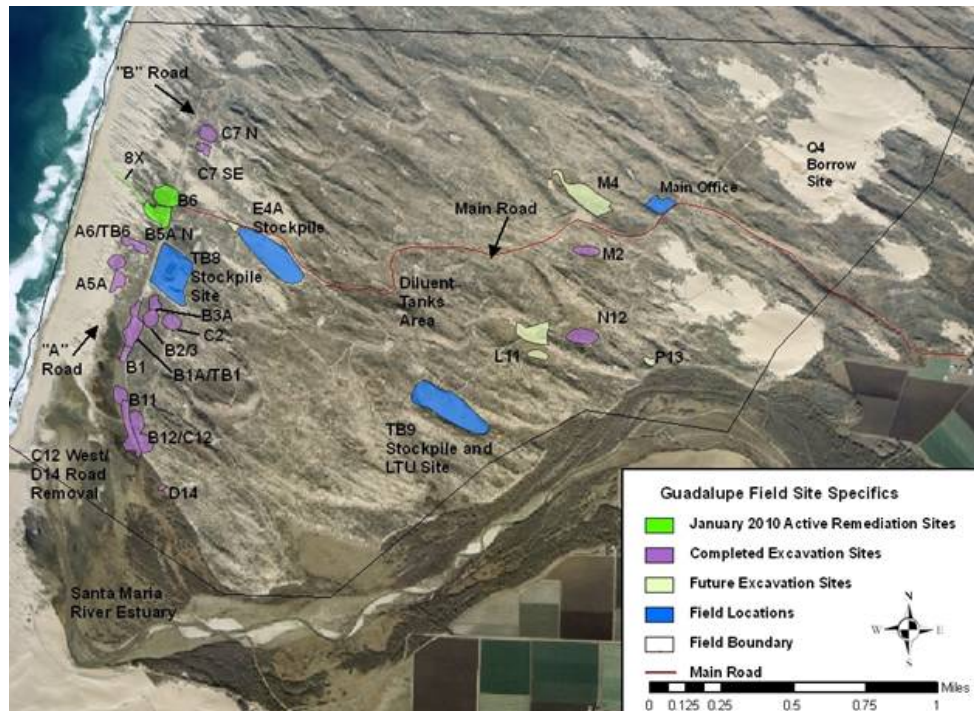 "B" Road
C7 N
C7 SE
8X
B6
B5A N
A6/TB6
A5A
E4A
Stockpile
TB8
Stockpile
Site
B3A
C2
B2/3
B1A/TB1
B1
"A"
Road
B11
B12/C12
C12 West/
D14 Road
Removal
D14
Santa Maria
River Estuary
Main Road
M4
Main Office
M2
Diluent
Tanks
Area
N12
L11
P13
TB9
Stockpile and
LTU Site
Q4
Borrow
Site
Guadalupe Field Site Specifics
January 2010 Active Remediation Sites
Completed Excavation Sites
Future Excavation Sites
Field Locations
Field Boundary
Main Road
N
W E
S
Miles
0 0.125 0.25 0.5 0.75 1